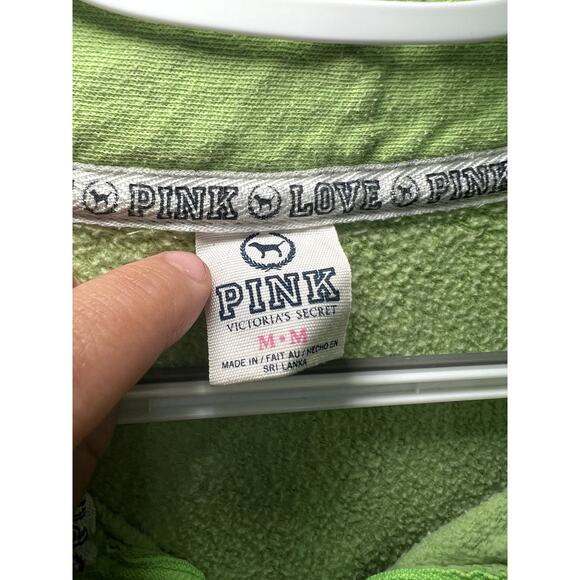 PINK LOVE PINK
PINK
VICTORIA'S SECRET
M • M
MADE IN / FAIT AU / HECHO EN
SRI LANKA